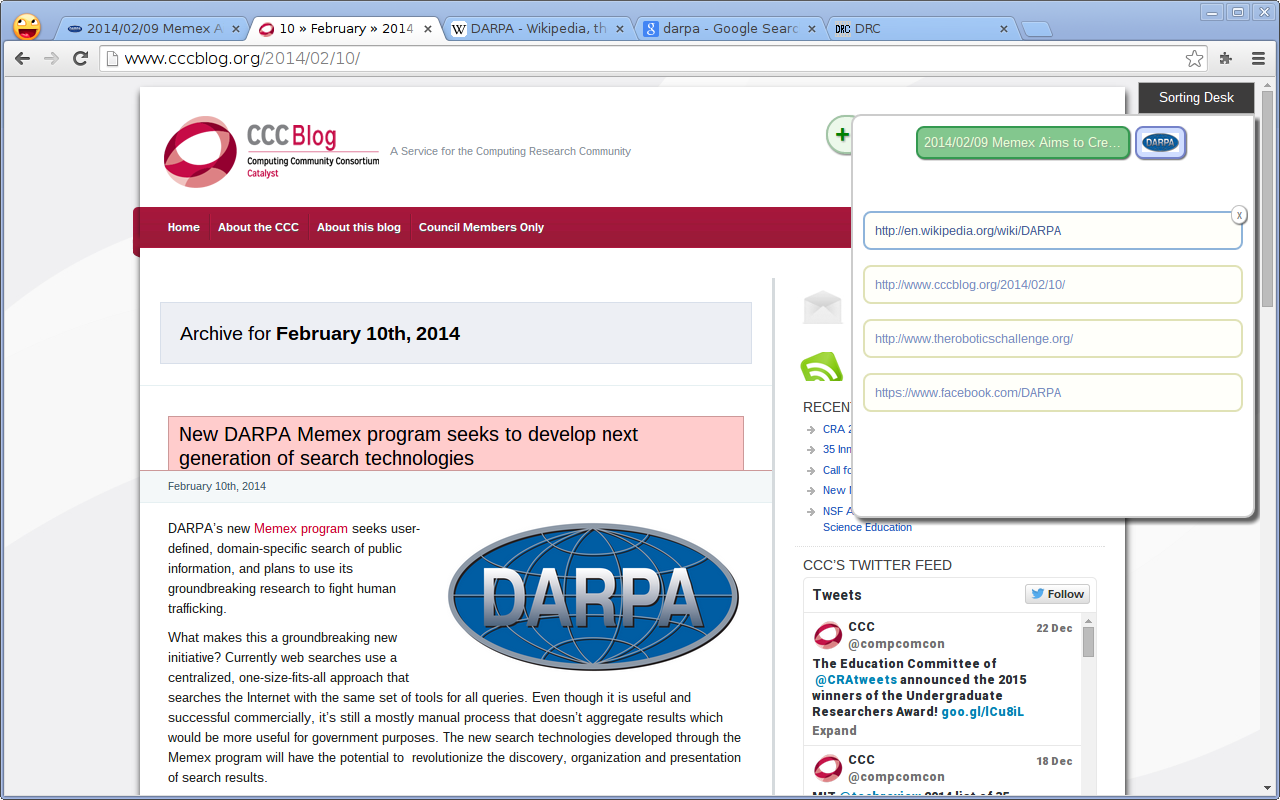 2014/02/09 Memex A
10 » February » 2014
DARPA - Wikipedia, th
darpa - Google Searc
DRC DRC
www.cccblog.org/2014/02/10/
Sorting Desk
CCC Blog
Computing Community Consortium
Catalyst
A Service for the Computing Research Community
+
2014/02/09 Memex Aims to Cre...
DARPA
x
http://en.wikipedia.org/wiki/DARPA
http://www.cccblog.org/2014/02/10/
http://www.theroboticschallenge.org/
https://www.facebook.com/DARPA
Home
About the CCC
About this blog
Council Members Only
Archive for February 10th, 2014
New DARPA Memex program seeks to develop next
generation of search technologies
February 10th, 2014
DARPA's new Memex program seeks user-
defined, domain-specific search of public
information, and plans to use its
groundbreaking research to fight human
trafficking.
DARPA
What makes this a groundbreaking new
initiative? Currently web searches use a
centralized, one-size-fits-all approach that
searches the Internet with the same set of tools for all queries. Even though it is useful and
successful commercially, it's still a mostly manual process that doesn't aggregate results which
would be more useful for government purposes. The new search technologies developed through the
Memex program will have the potential to revolutionize the discovery, organization and presentation
of search results.
RECENT
CRA 2
35 Inn
Call fo
New
NSF A
Science Education
CCC'S TWITTER FEED
Tweets
Follow
CCC
22 Dec
@compcomcon
The Education Committee of
@CRAtweets announced the 2015
winners of the Undergraduate
Researchers Award! goo.gl/lCu8iL
Expand
CCC
18 Dec
@compcomcon
MIT @techreview 2014 list of 35